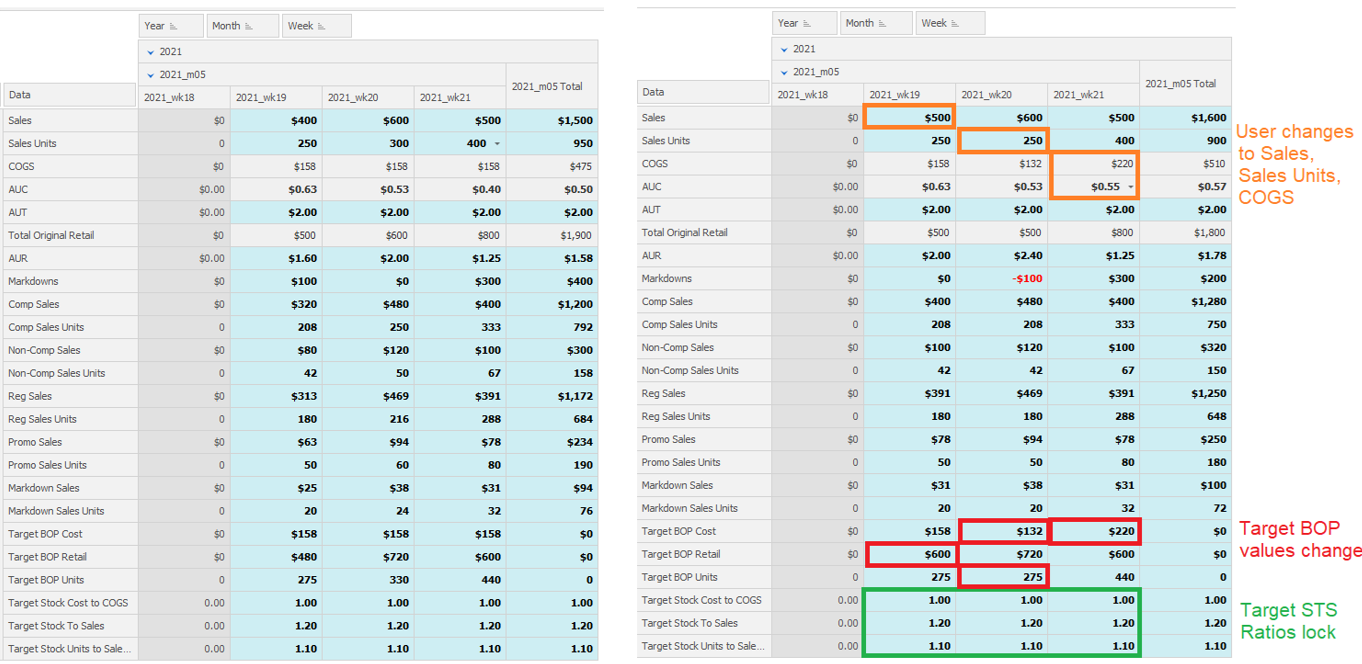 Year Month Week
2021
2021_m05
Data 2021_wk18 2021_wk19 2021_wk20 2021_wk21 2021_m05 Total
Sales $0 $400 $600 $500 $1,500
Sales Units 0 250 300 400 950
COGS $0 $158 $158 $158 $475
AUC $0.00 $0.63 $0.53 $0.40 $0.50
AUT $0.00 $2.00 $2.00 $2.00 $2.00
Total Original Retail $0 $500 $600 $800 $1,900
AUR $0.00 $1.60 $2.00 $1.25 $1.58
Markdowns $0 $100 $0 $300 $400
Comp Sales $0 $320 $480 $400 $1,200
Comp Sales Units 0 208 250 333 792
Non-Comp Sales $0 $80 $120 $100 $300
Non-Comp Sales Units 0 42 50 67 158
Reg Sales $0 $313 $469 $391 $1,172
Reg Sales Units 0 180 216 288 684
Promo Sales $0 $63 $94 $78 $234
Promo Sales Units 0 50 60 80 190
Markdown Sales $0 $25 $38 $31 $94
Markdown Sales Units 0 20 24 32 76
Target BOP Cost $0 $158 $158 $158 $0
Target BOP Retail $0 $480 $720 $600 $0
Target BOP Units 0 275 330 440 0
Target Stock Cost to COGS 0.00 1.00 1.00 1.00 1.00
Target Stock To Sales 0.00 1.20 1.20 1.20 1.20
Target Stock Units to Sale... 0.00 1.10 1.10 1.10 1.10
Year Month Week
2021
2021_m05
Data 2021_wk18 2021_wk19 2021_wk20 2021_wk21 2021_m05 Total
Sales $0 $500 $600 $500 $1,600
Sales Units 0 250 250 400 900
COGS $0 $158 $132 $220 $510
AUC $0.00 $0.63 $0.53 $0.55 $0.57
AUT $0.00 $2.00 $2.00 $2.00 $2.00
Total Original Retail $0 $500 $500 $800 $1,800
AUR $0.00 $2.00 $2.40 $1.25 $1.78
Markdowns $0 $0 -$100 $300 $200
Comp Sales $0 $400 $480 $400 $1,280
Comp Sales Units 0 208 208 333 750
Non-Comp Sales $0 $100 $120 $100 $320
Non-Comp Sales Units 0 42 42 67 150
Reg Sales $0 $391 $469 $391 $1,250
Reg Sales Units 0 180 180 288 648
Promo Sales $0 $78 $94 $78 $250
Promo Sales Units 0 50 50 80 180
Markdown Sales $0 $31 $38 $31 $100
Markdown Sales Units 0 20 20 32 72
Target BOP Cost $0 $158 $132 $220 $0
Target BOP Retail $0 $600 $720 $600 $0
Target BOP Units 0 275 275 440 0
Target Stock Cost to COGS 0.00 1.00 1.00 1.00 1.00
Target Stock To Sales 0.00 1.20 1.20 1.20 1.20
Target Stock Units to Sale... 0.00 1.10 1.10 1.10 1.10
User changes
to Sales,
Sales Units,
COGS
Target BOP
values change
Target STS
Ratios lock